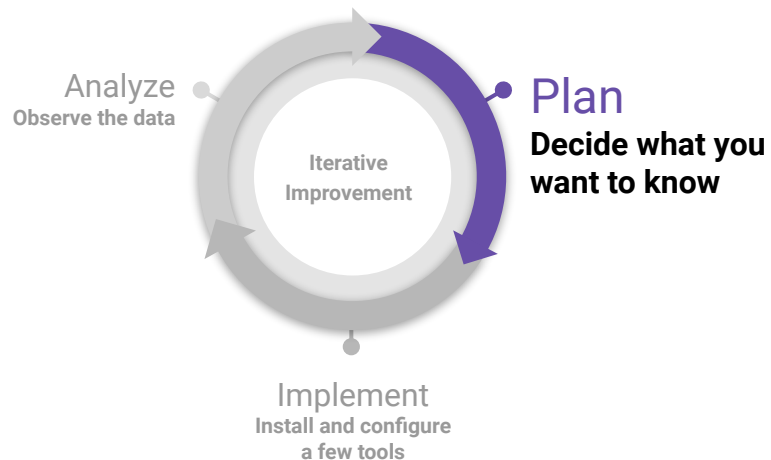 Analyze
Observe the data
Plan
Decide what you
want to know
Iterative
Improvement
Implement
Install and configure
a few tools